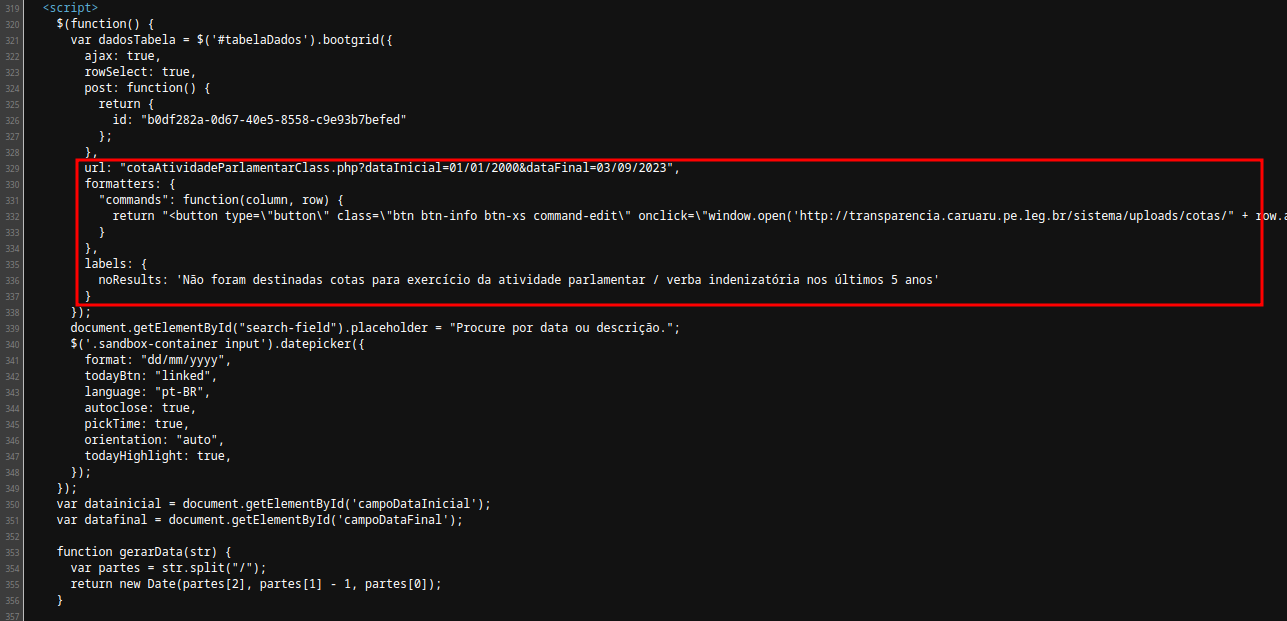 319 <script>
320 $(function() {
321 var dadosTabela = $('#tabelaDados').bootgrid({
322 ajax: true,
323 rowSelect: true,
324 post: function() {
325 return {
326 id: "b0df282a-0d67-40e5-8558-c9e93b7befed"
327 };
328 },
329 url: "cotaAtividadeParlamentarClass.php?dataInicial=01/01/2000&dataFinal=03/09/2023",
330 formatters: {
331 "commands": function(column, row) {
332 return "<button type=\"button\" class=\"btn btn-info btn-xs command-edit\" onclick=\"window.open('http://transparencia.caruaru.pe.leg.br/sistema/uploads/cotas/" + row.a
333 }
334 },
335 labels: {
336 noResults: 'Não foram destinadas cotas para exercício da atividade parlamentar / verba indenizatória nos últimos 5 anos'
337 }
338 });
339 document.getElementById("search-field").placeholder = "Procure por data ou descrição.";
340 $('.sandbox-container input').datepicker({
341 format: "dd/mm/yyyy",
342 todayBtn: "linked",
343 language: "pt-BR",
344 autoclose: true,
345 pickTime: true,
346 orientation: "auto",
347 todayHighlight: true,
348 });
349 });
350 var datainicial = document.getElementById('campoDataInicial');
351 var datafinal = document.getElementById('campoDataFinal');
352
353 function gerarData(str) {
354 var partes = str.split("/");
355 return new Date(partes[2], partes[1] - 1, partes[0]);
356 }
357